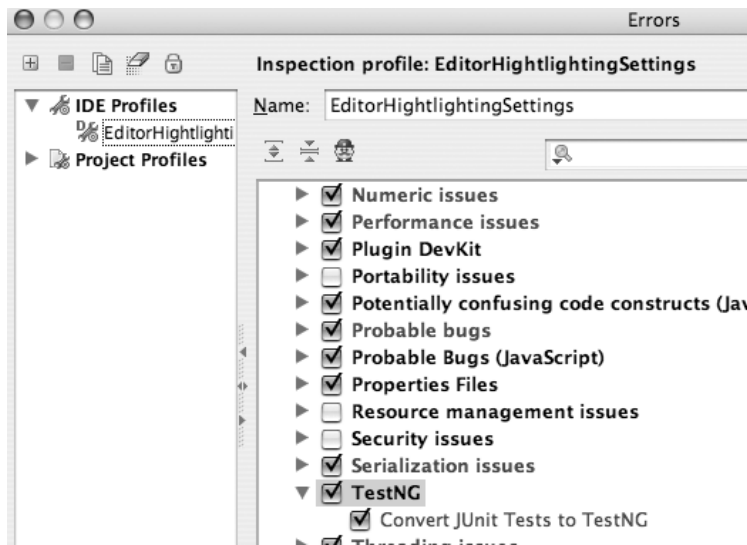 Errors
Inspection profile: EditorHightlightingSettings
IDE Profiles
EditorHightlighti
Project Profiles
Name: EditorHightlightingSettings
Numeric issues
Performance issues
Plugin DevKit
Portability issues
Potentially confusing code constructs (Jav
Probable bugs
Probable Bugs (JavaScript)
Properties Files
Resource management issues
Security issues
Serialization issues
TestNG
Convert JUnit Tests to TestNG
Threading issues